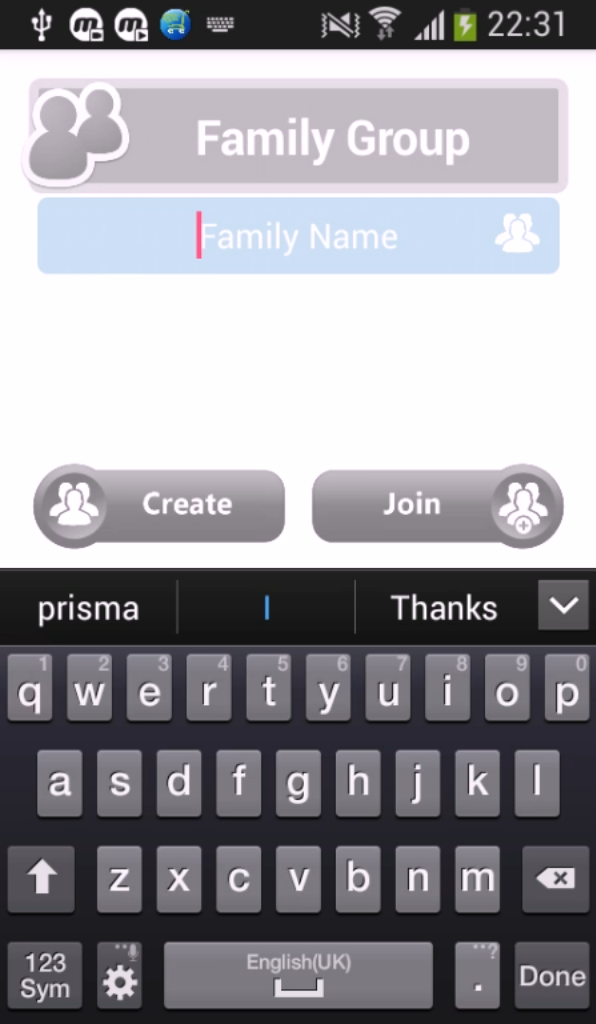 22:31
Family Group
Family Name
Create Join
prisma I Thanks
1 2 3 4 5 6 7 8 9 0
q w e r t y u i o p
a s d f g h j k l
z x c v b n m
123 Sym English(UK) . ...? Done